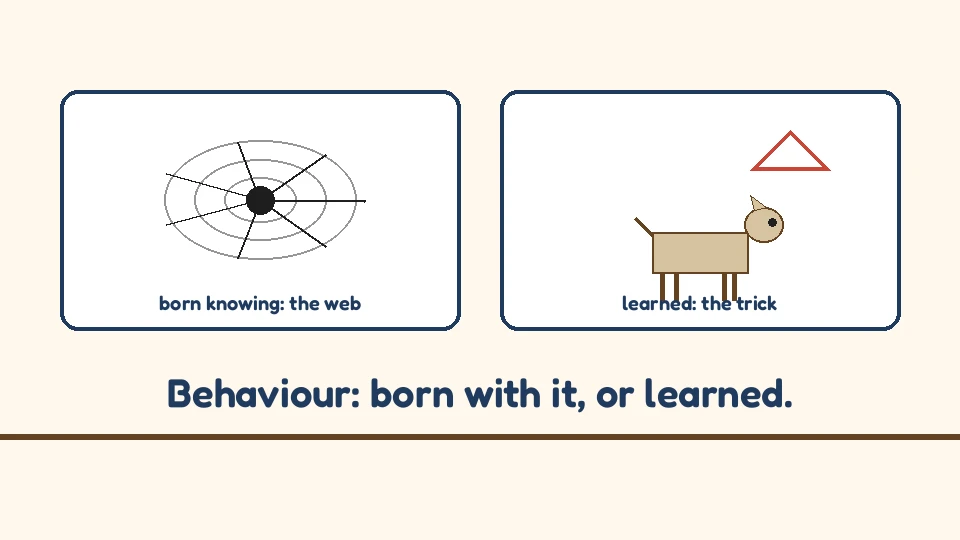 born knowing: the web
learned: the trick
Behaviour: born with it, or learned.